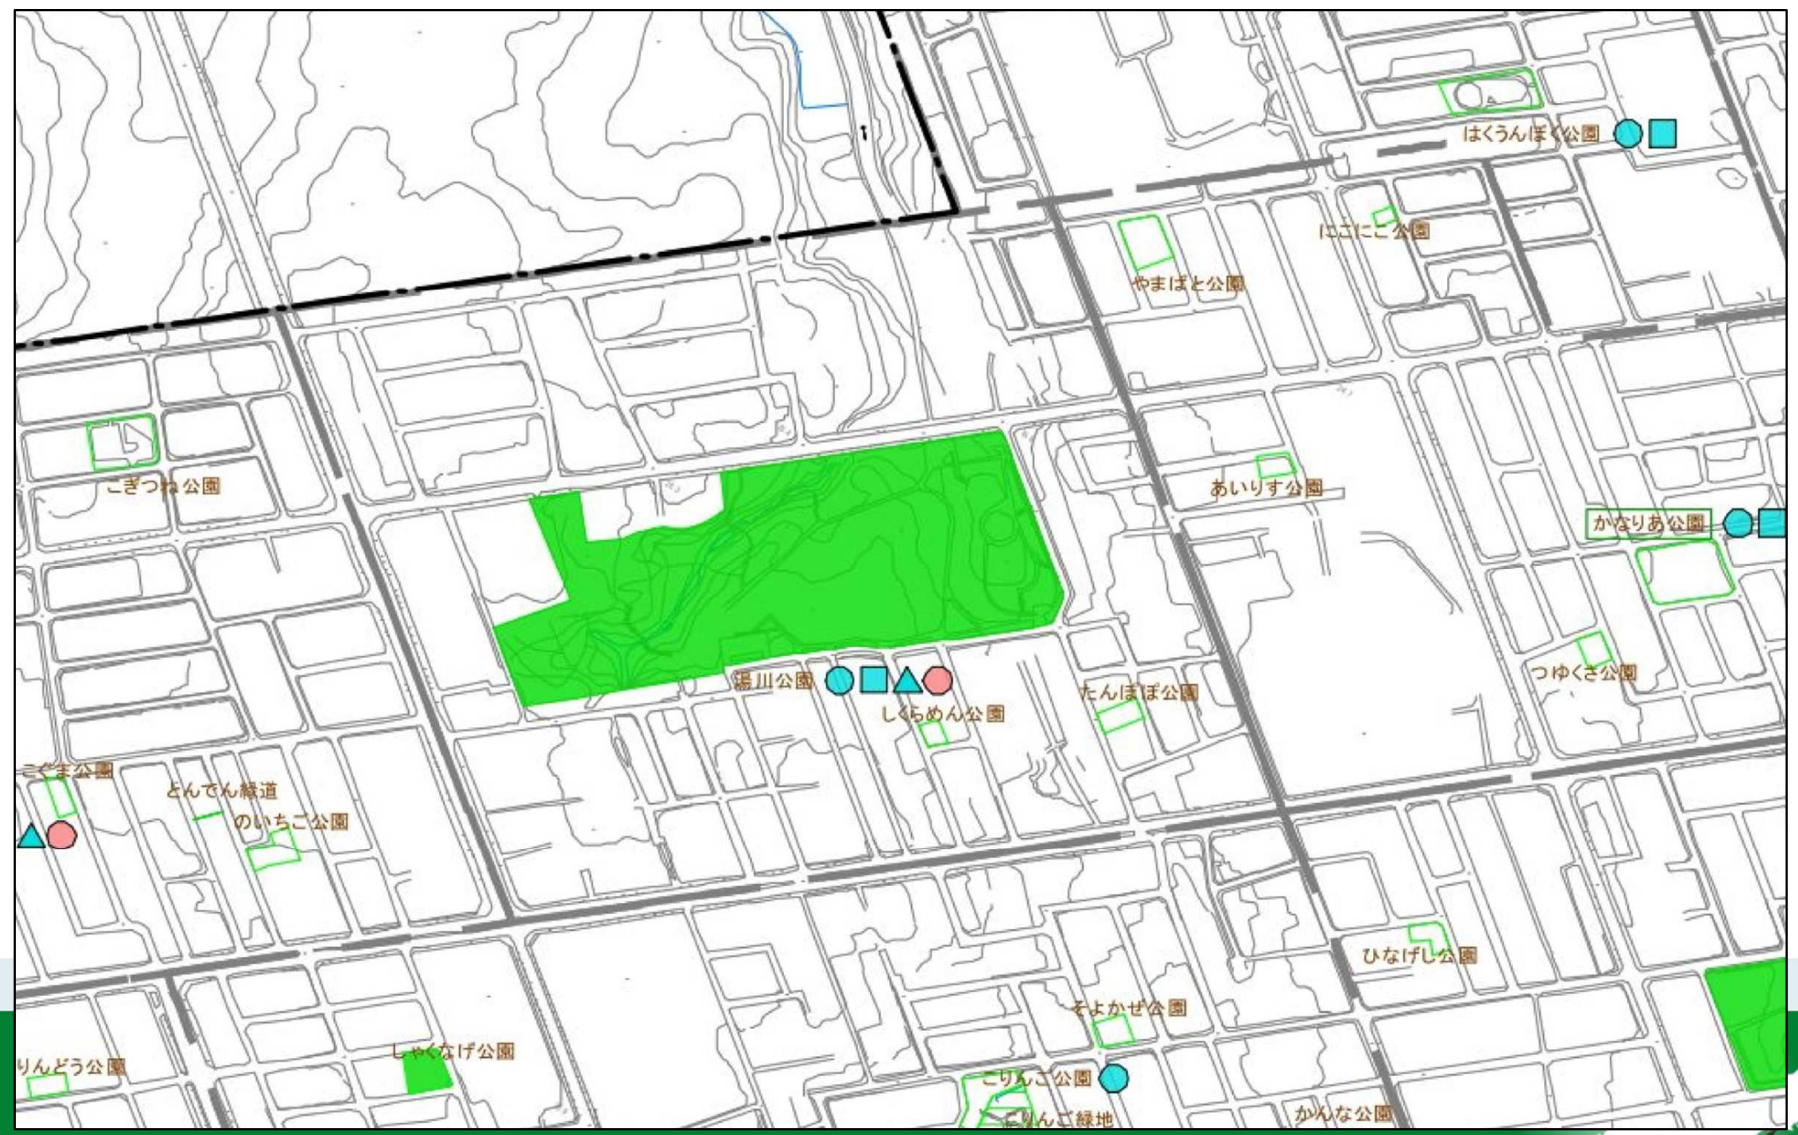 はくうんぼく公園
にこにこ公園
やまばと公園
こぎつね公園
あいりす公園
かなりあ公園
つゆくさ公園
湯川公園
たんぽぽ公園
しくらめん公園
こぐま公園
とんでん緑道
のいちご公園
ひなげし公園
そよかぜ公園
しゃくなげ公園
りんどう公園
こりんご公園
こりんご緑地
かんな公園